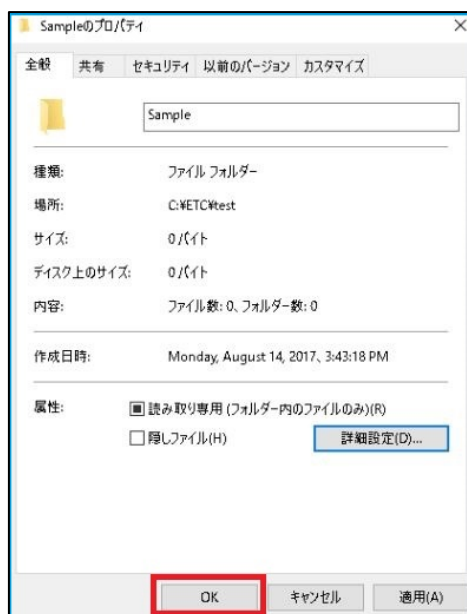 Sampleのプロパティ
全般 共有 セキュリティ 以前のバージョン カスタマイズ
Sample
種類: ファイル フォルダー
場所: C:¥ETC¥test
サイズ: 0 バイト
ディスク上のサイズ: 0 バイト
内容: ファイル数: 0、フォルダー数: 0
作成日時: Monday, August 14, 2017、3:43:18 PM
属性: 読み取り専用 (フォルダー内のファイルのみ)(R)
隠しファイル(H) 詳細設定(D)...
OK キャンセル 適用(A)